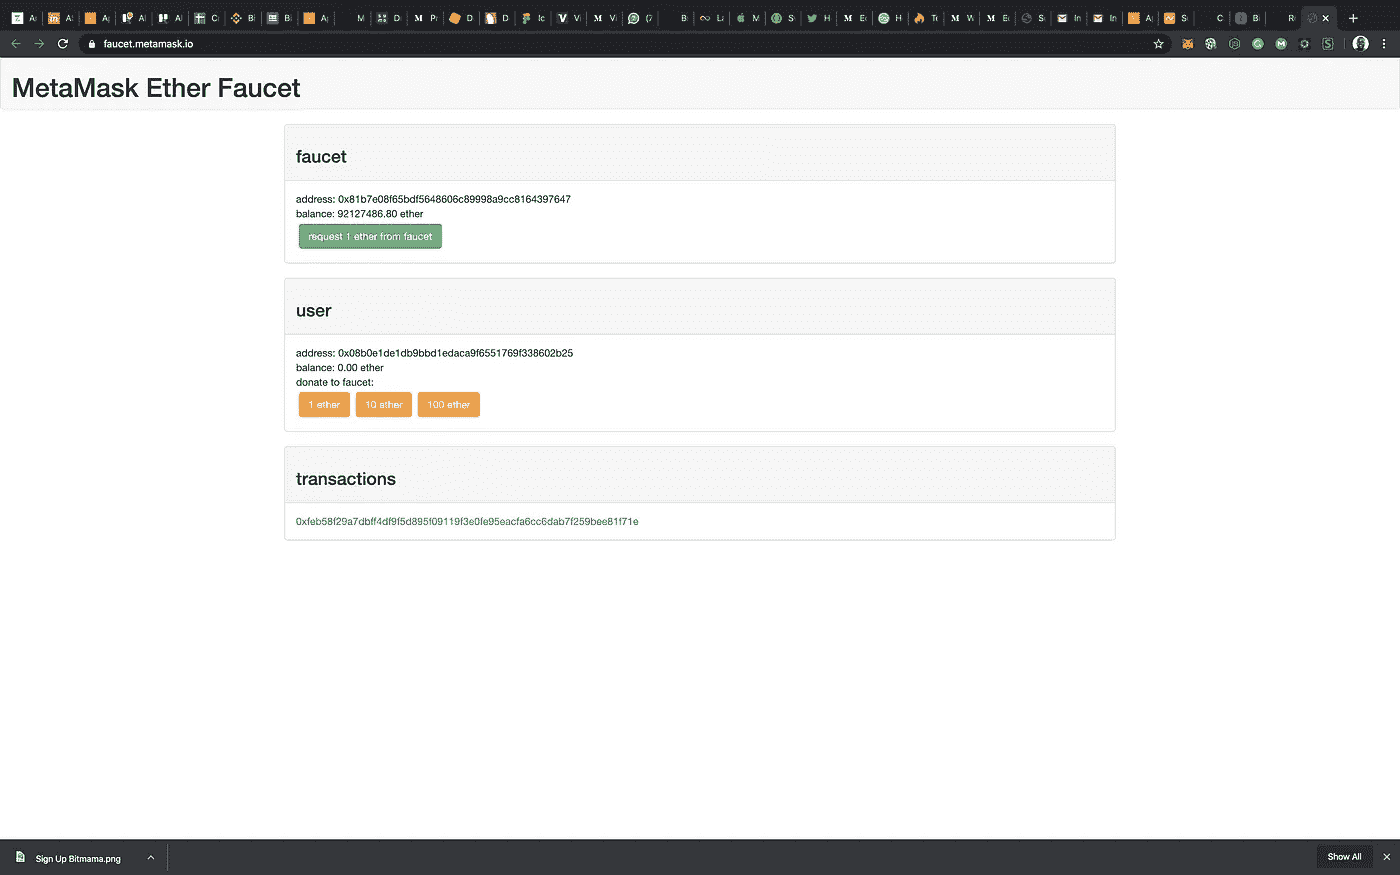 faucet.metamask.io
MetaMask Ether Faucet
faucet
address: 0x81b7e08f65bdf5648606c89998a9cc8164397647
balance: 92127486.80 ether
request 1 ether from faucet
user
address: 0x08b0e1de1db9bbd1edaca9f6551769f338602b25
balance: 0.00 ether
donate to faucet:
1 ether 10 ether 100 ether
transactions
0xfeb58f29a7dbff4df9f5d895f09119f3e0fe95eacfa6cc6dab7f259bee81f71e
Sign Up Bitmama.png Show All